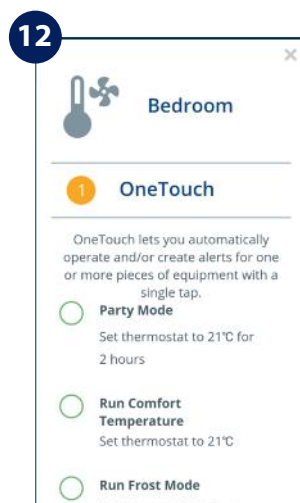 12
×
Bedroom
1 OneTouch
OneTouch lets you automatically
operate and/or create alerts for one
or more pieces of equipment with a
single tap.
Party Mode
Set thermostat to 21°C for
2 hours
Run Comfort
Temperature
Set thermostat to 21°C
Run Frost Mode